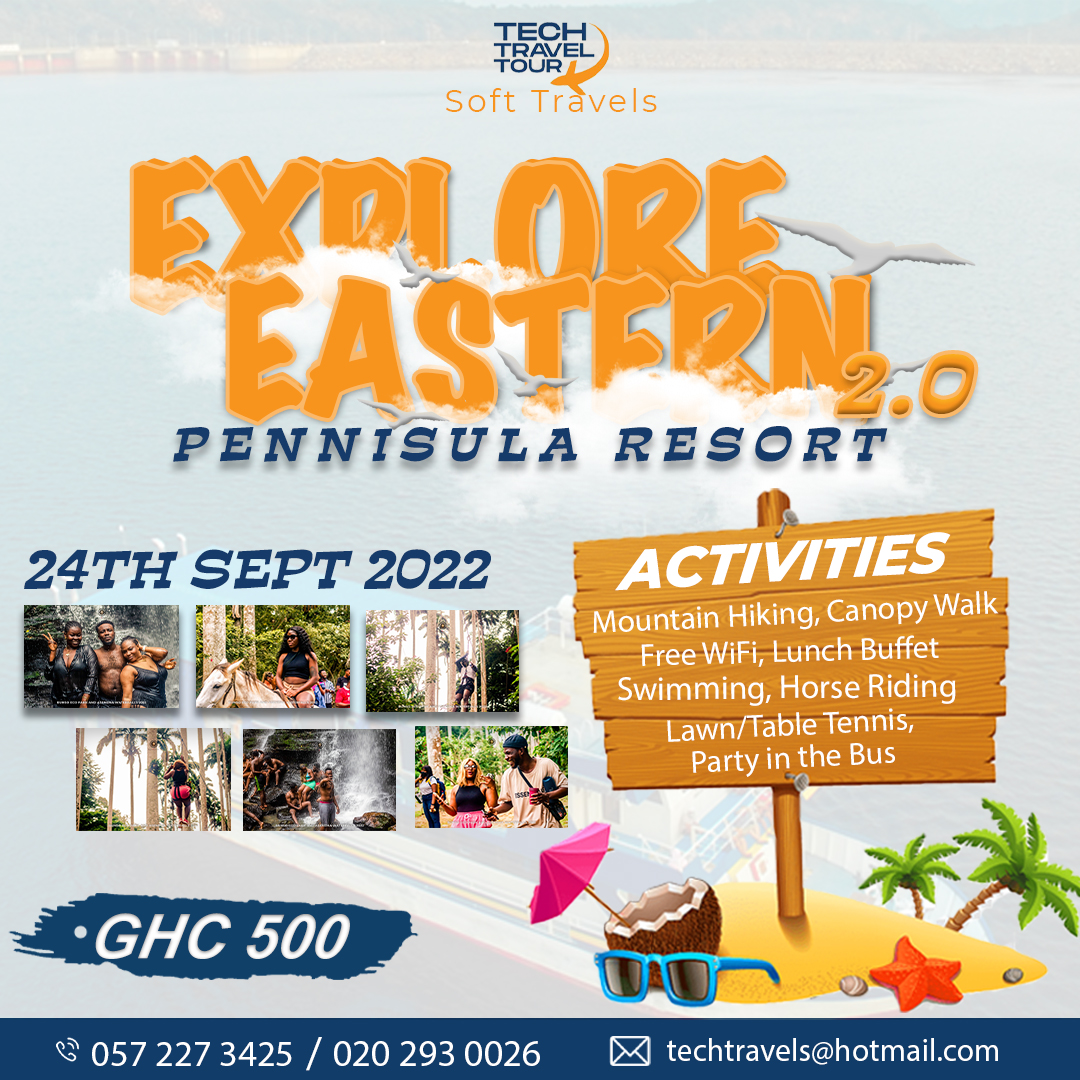 TECH
TRAVEL
TOUR
Soft Travels
EXPLORE
EASTERN
2.0
PENNISULA RESORT
24TH SEPT 2022
ACTIVITIES
Mountain Hiking, Canopy Walk
Free WiFi, Lunch Buffet
Swimming, Horse Riding
Lawn/Table Tennis,
Party in the Bus
•GHC 500
057 227 3425 / 020 293 0026
techtravels@hotmail.com